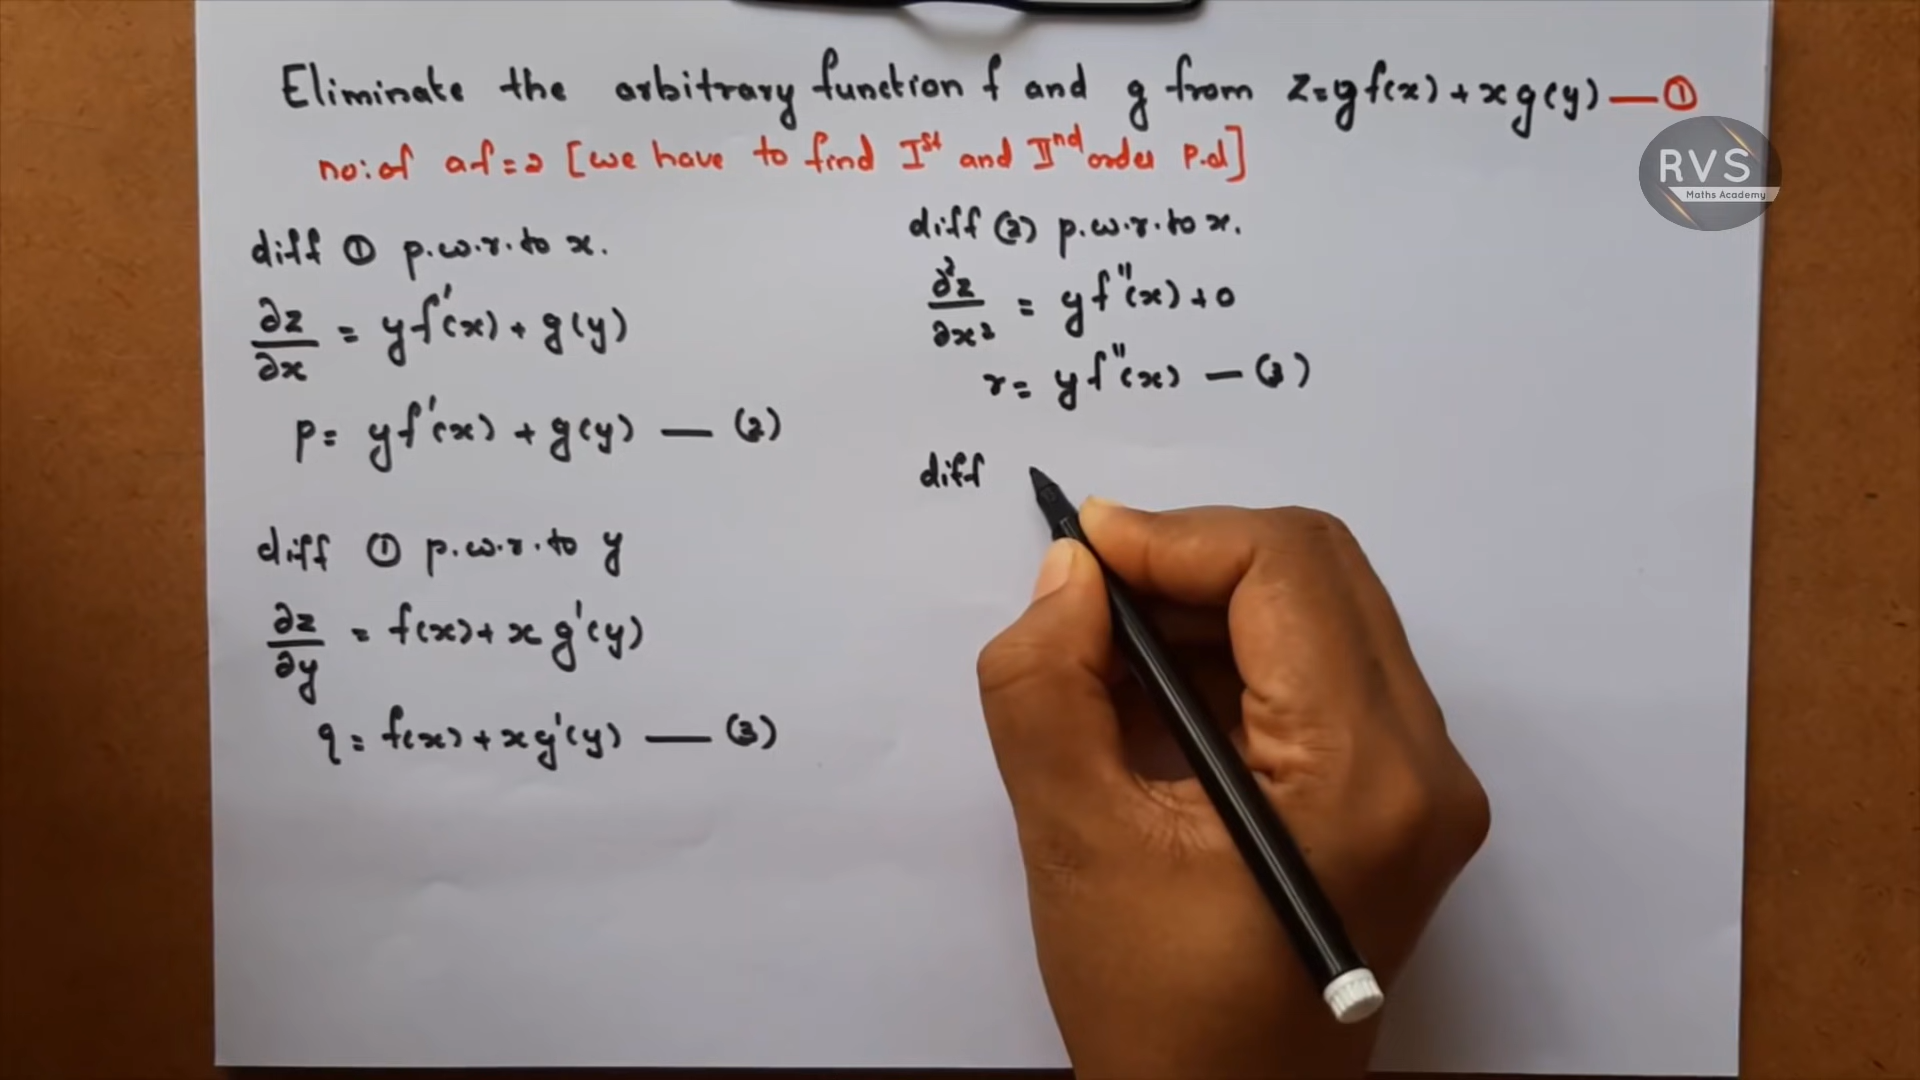 Eliminate the arbitrary function f and g from z=yf(x)+xg(y) — ①
no: of af=2 [we have to find Iˢᵗ and IIⁿᵈ order p.d]
RVS
Maths Academy
diff ① p.w.r.to x.
∂z/∂x = yf'(x)+g(y)
p= yf'(x)+g(y) — (2)
diff ① p.w.r.to y
∂z/∂y = f(x)+xg'(y)
q= f(x)+xg'(y) — (3)
diff (2) p.w.r.to x.
∂²z/∂x² = yf''(x)+0
r= yf''(x) — (3)
diff